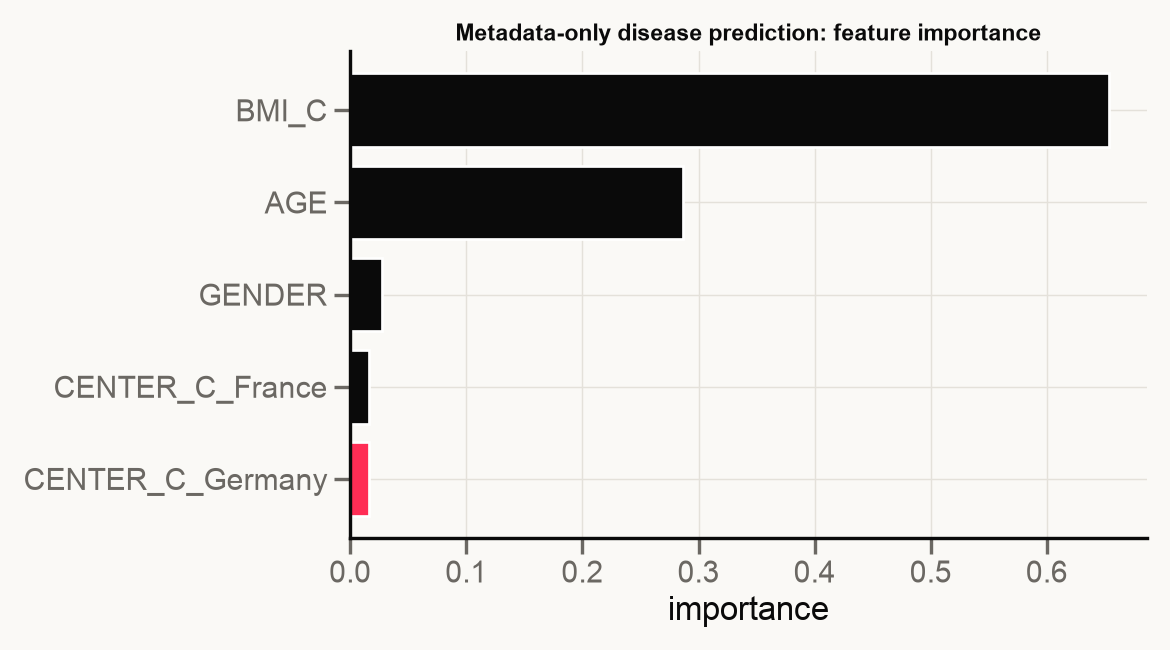 Metadata-only disease prediction: feature importance
BMI_C
AGE
GENDER
CENTER_C_France
CENTER_C_Germany
0.0 0.1 0.2 0.3 0.4 0.5 0.6
importance